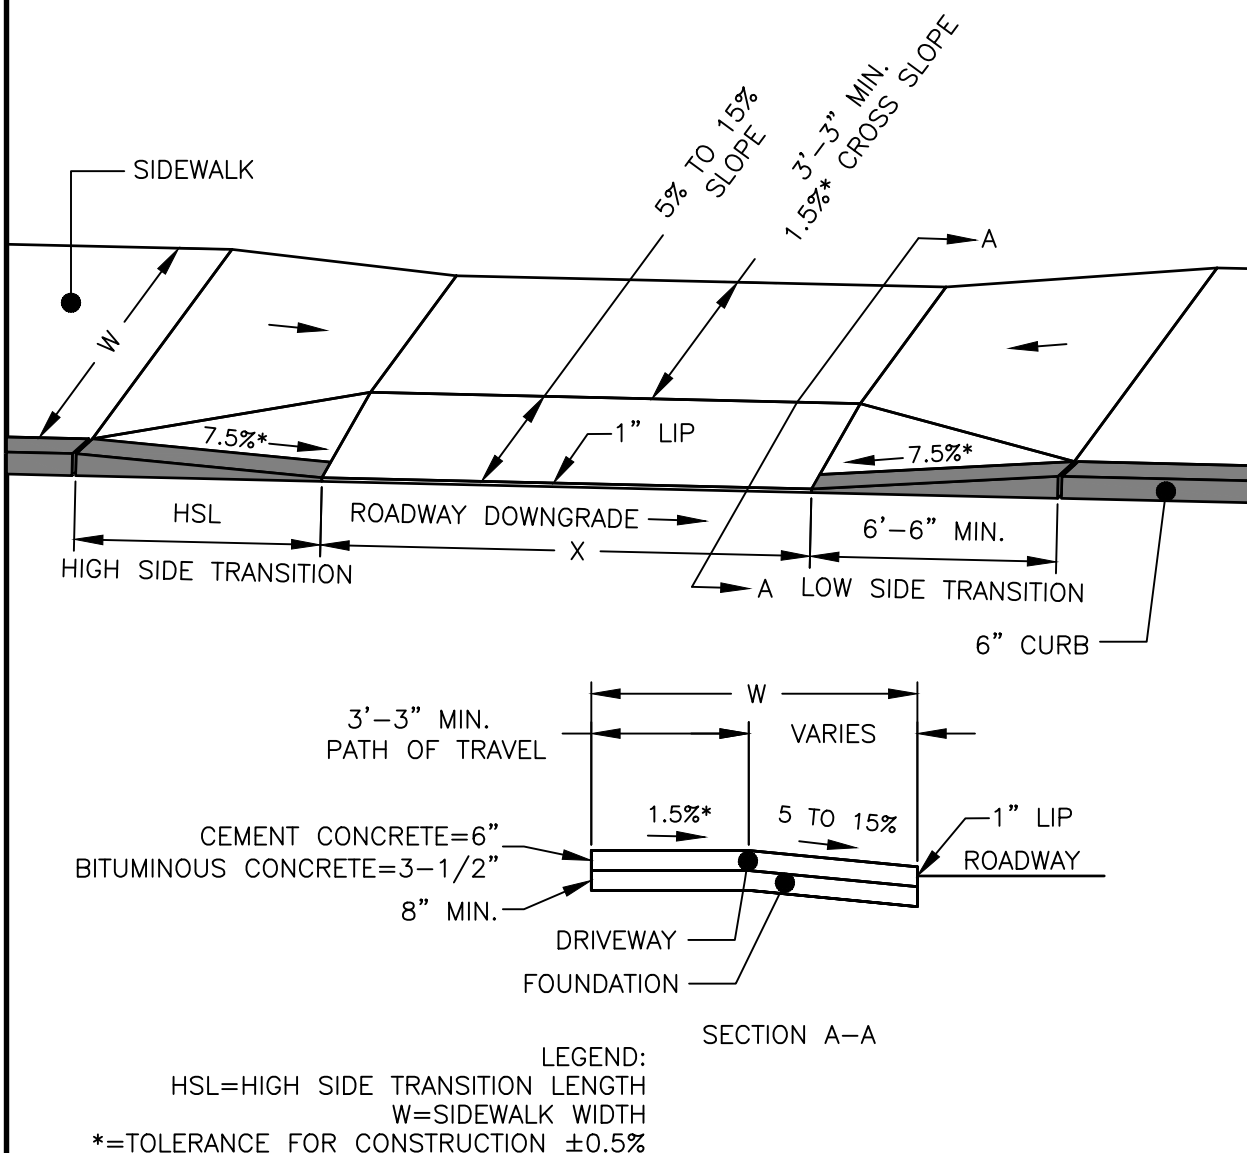 5% TO 15%
SLOPE
3'-3" MIN.
1.5%* CROSS SLOPE
SIDEWALK
A
W
7.5%*
1" LIP
7.5%*
HSL
ROADWAY DOWNGRADE
6'-6" MIN.
X
HIGH SIDE TRANSITION
A
LOW SIDE TRANSITION
6" CURB
W
3'-3" MIN.
PATH OF TRAVEL
VARIES
1.5%*
5 TO 15%
1" LIP
CEMENT CONCRETE=6"
ROADWAY
BITUMINOUS CONCRETE=3-1/2"
8" MIN.
DRIVEWAY
FOUNDATION
SECTION A-A
LEGEND:
HSL=HIGH SIDE TRANSITION LENGTH
W=SIDEWALK WIDTH
*=TOLERANCE FOR CONSTRUCTION ±0.5%